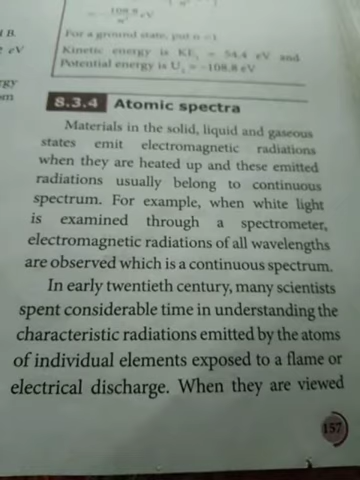 = -108.8/n² eV
For a ground state, put n =1
Kinetic energy is KE₁ = 54.4 eV and
Potential energy is U₁ = −108.8 eV
8.3.4 Atomic spectra
Materials in the solid, liquid and gaseous
states emit electromagnetic radiations
when they are heated up and these emitted
radiations usually belong to continuous
spectrum. For example, when white light
is examined through a spectrometer,
electromagnetic radiations of all wavelengths
are observed which is a continuous spectrum.
In early twentieth century, many scientists
spent considerable time in understanding the
characteristic radiations emitted by the atoms
of individual elements exposed to a flame or
electrical discharge. When they are viewed
157